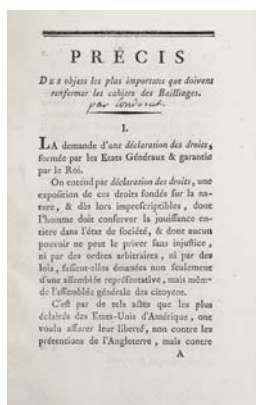 PRÉCIS
Des objets les plus importans que doivent
renfermer les cahiers des Bailliages.
par Condorcet
I.
LA demande d'une déclaration des droits,
formée par les Etats Généraux & garantie
par le Roi.
On entend par déclaration des droits, une
exposition de ces droits fondés sur la na-
ture, & dès lors imprescriptibles, dont
l'homme doit conserver la jouissance en-
tiere dans l'état de société, & dont aucun
pouvoir ne peut le priver sans injustice,
ni par des ordres arbitraires, ni par des
lois, fussent-elles émanées non seulement
d'une assemblée représentative, mais même
de l'assemblée générale des citoyens.
C'est par de tels actes que les plus
éclairés des Etats-Unis d'Amérique, ont
voulu assurer leur liberté, non contre les
prétentions de l'Angleterre, mais contre
A